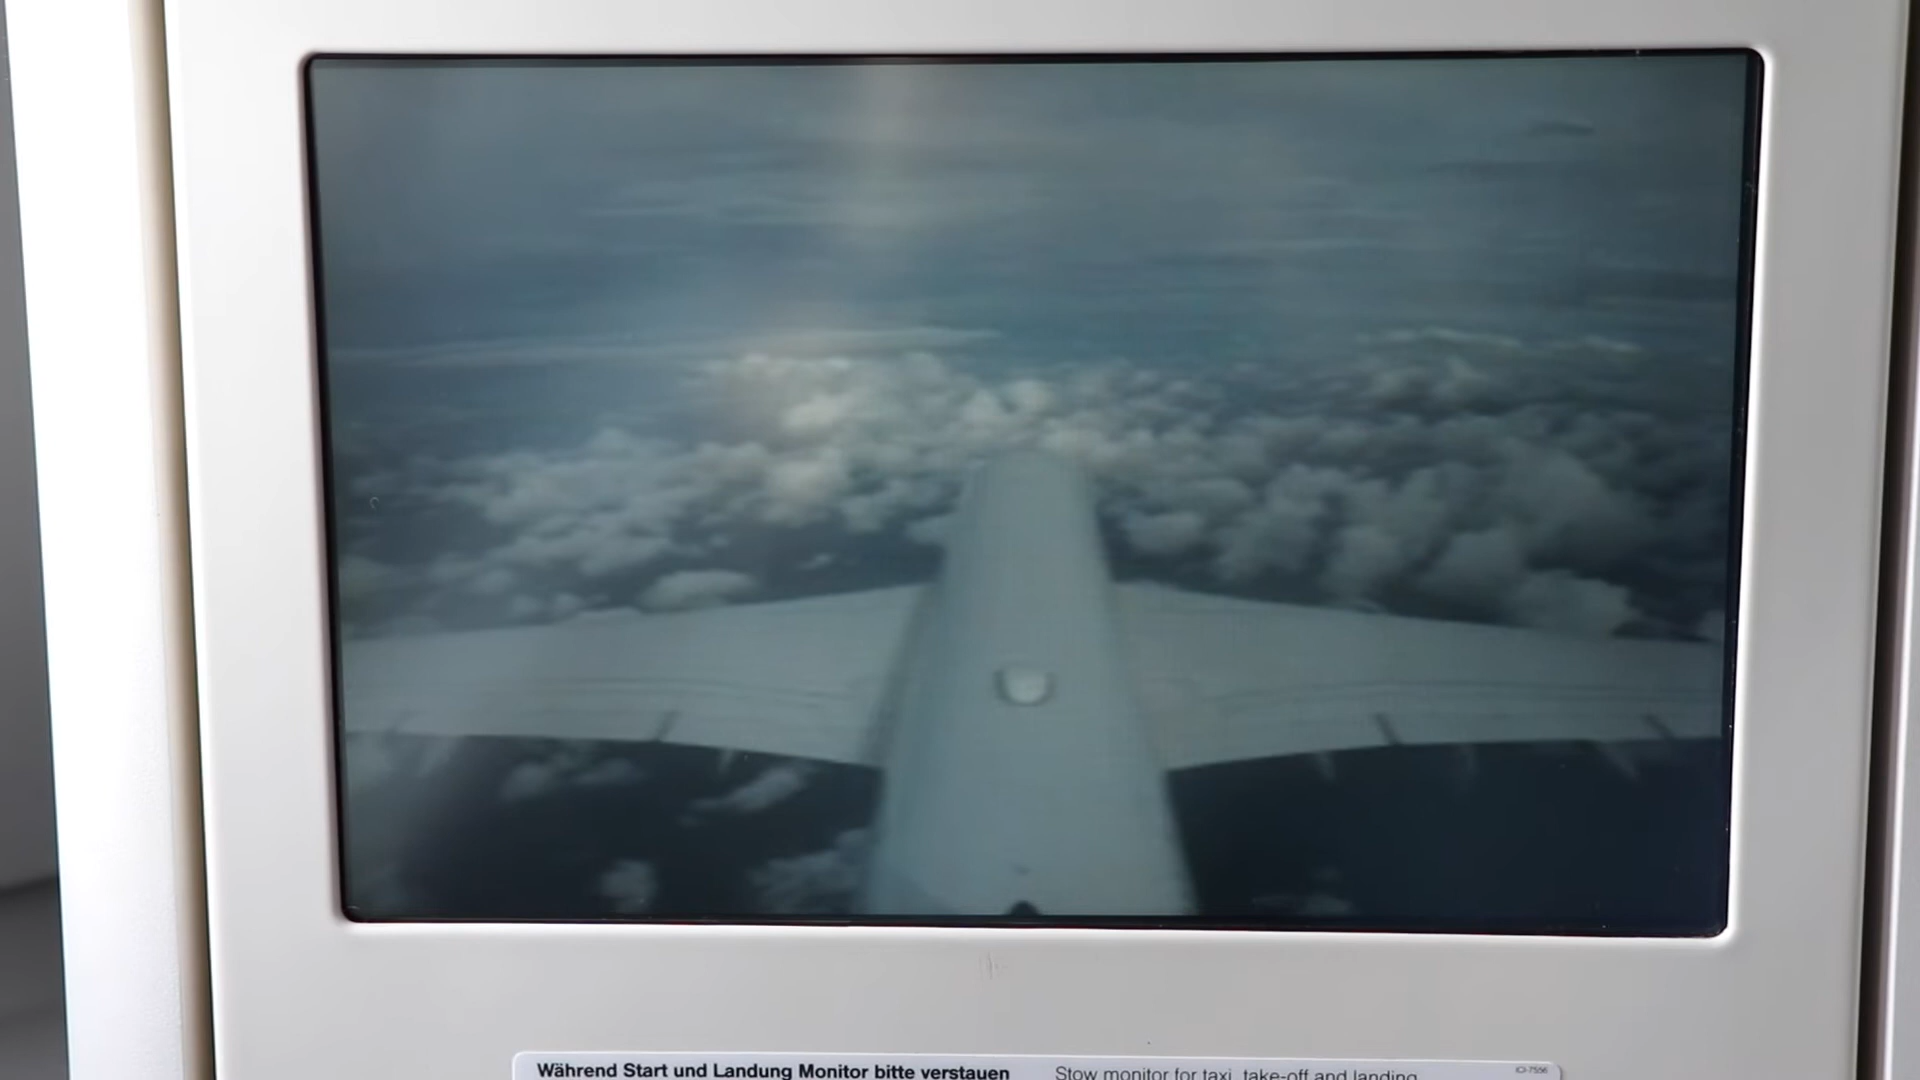 Während Start und Landung Monitor bitte verstauen
Stow monitor for taxi, take-off and landing